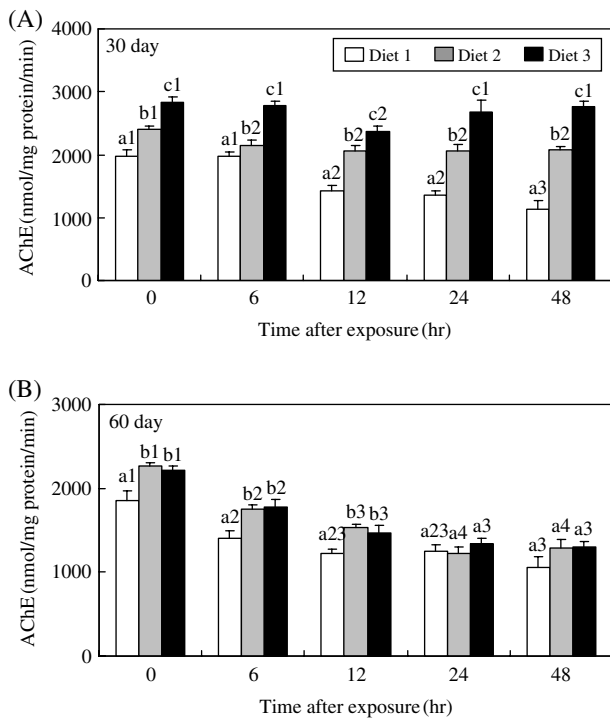 (A)
4000
30 day
Diet 1
Diet 2
Diet 3
c1
c1
c1
c1
3000
b1
c2
a1
a1
b2
b2
b2
b2
2000
a2
a2
a3
1000
0
AChE (nmol/mg protein/min)
0
6
12
24
48
Time after exposure (hr)
(B)
3000
60 day
b1
b1
a1
b2
b2
2000
a2
b3
b3
a23
a23
a4
a3
a3
a4
a3
1000
0
AChE (nmol/mg protein/min)
0
6
12
24
48
Time after exposure (hr)